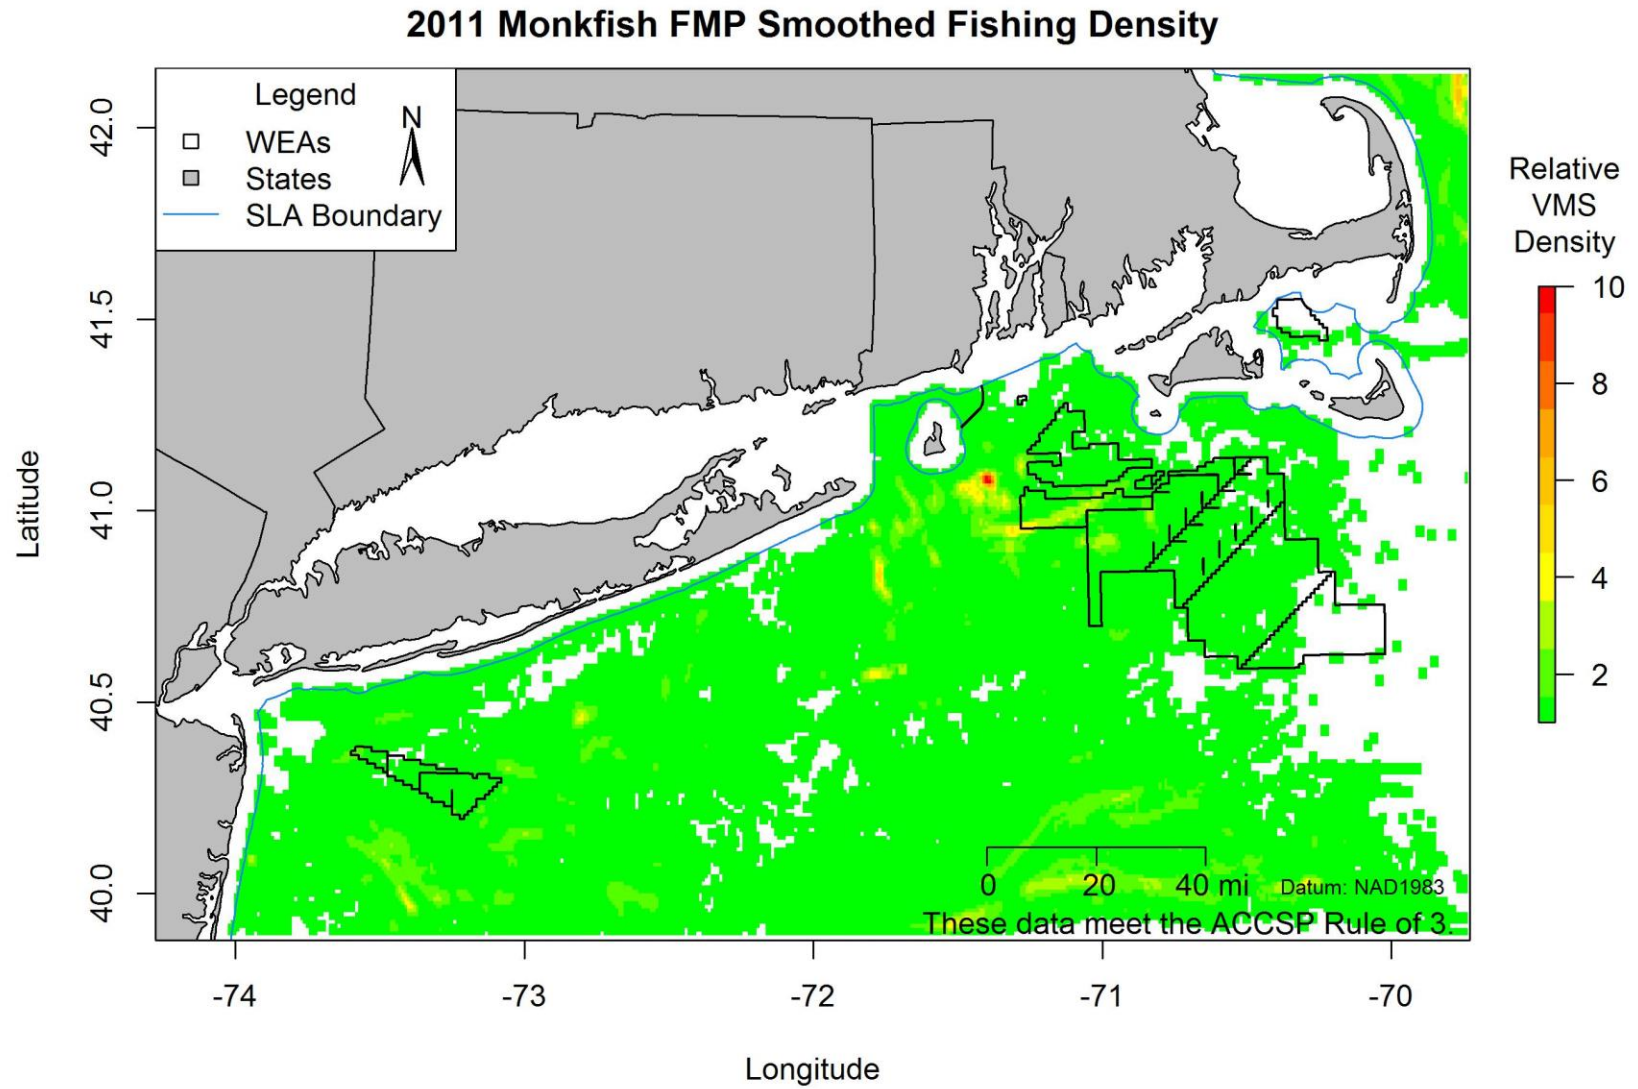 2011 Monkfish FMP Smoothed Fishing Density
Legend
N
WEAs
States
SLA Boundary
Latitude
42.0
41.5
41.0
40.5
40.0
Relative
VMS
Density
10
8
6
4
2
0 20 40 mi Datum: NAD1983
These data meet the ACCSP Rule of 3.
-74 -73 -72 -71 -70
Longitude